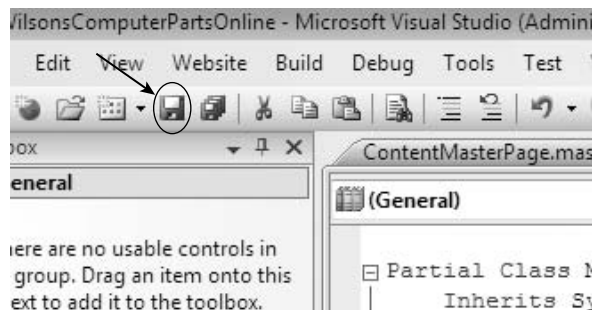 VilsonsComputerPartsOnline - Microsoft Visual Studio (Admini
Edit View Website Build Debug Tools Test
box
eneral
here are no usable controls in
group. Drag an item onto this
ext to add it to the toolbox.
ContentMasterPage.mas
(General)
Partial Class M
Inherits Sy